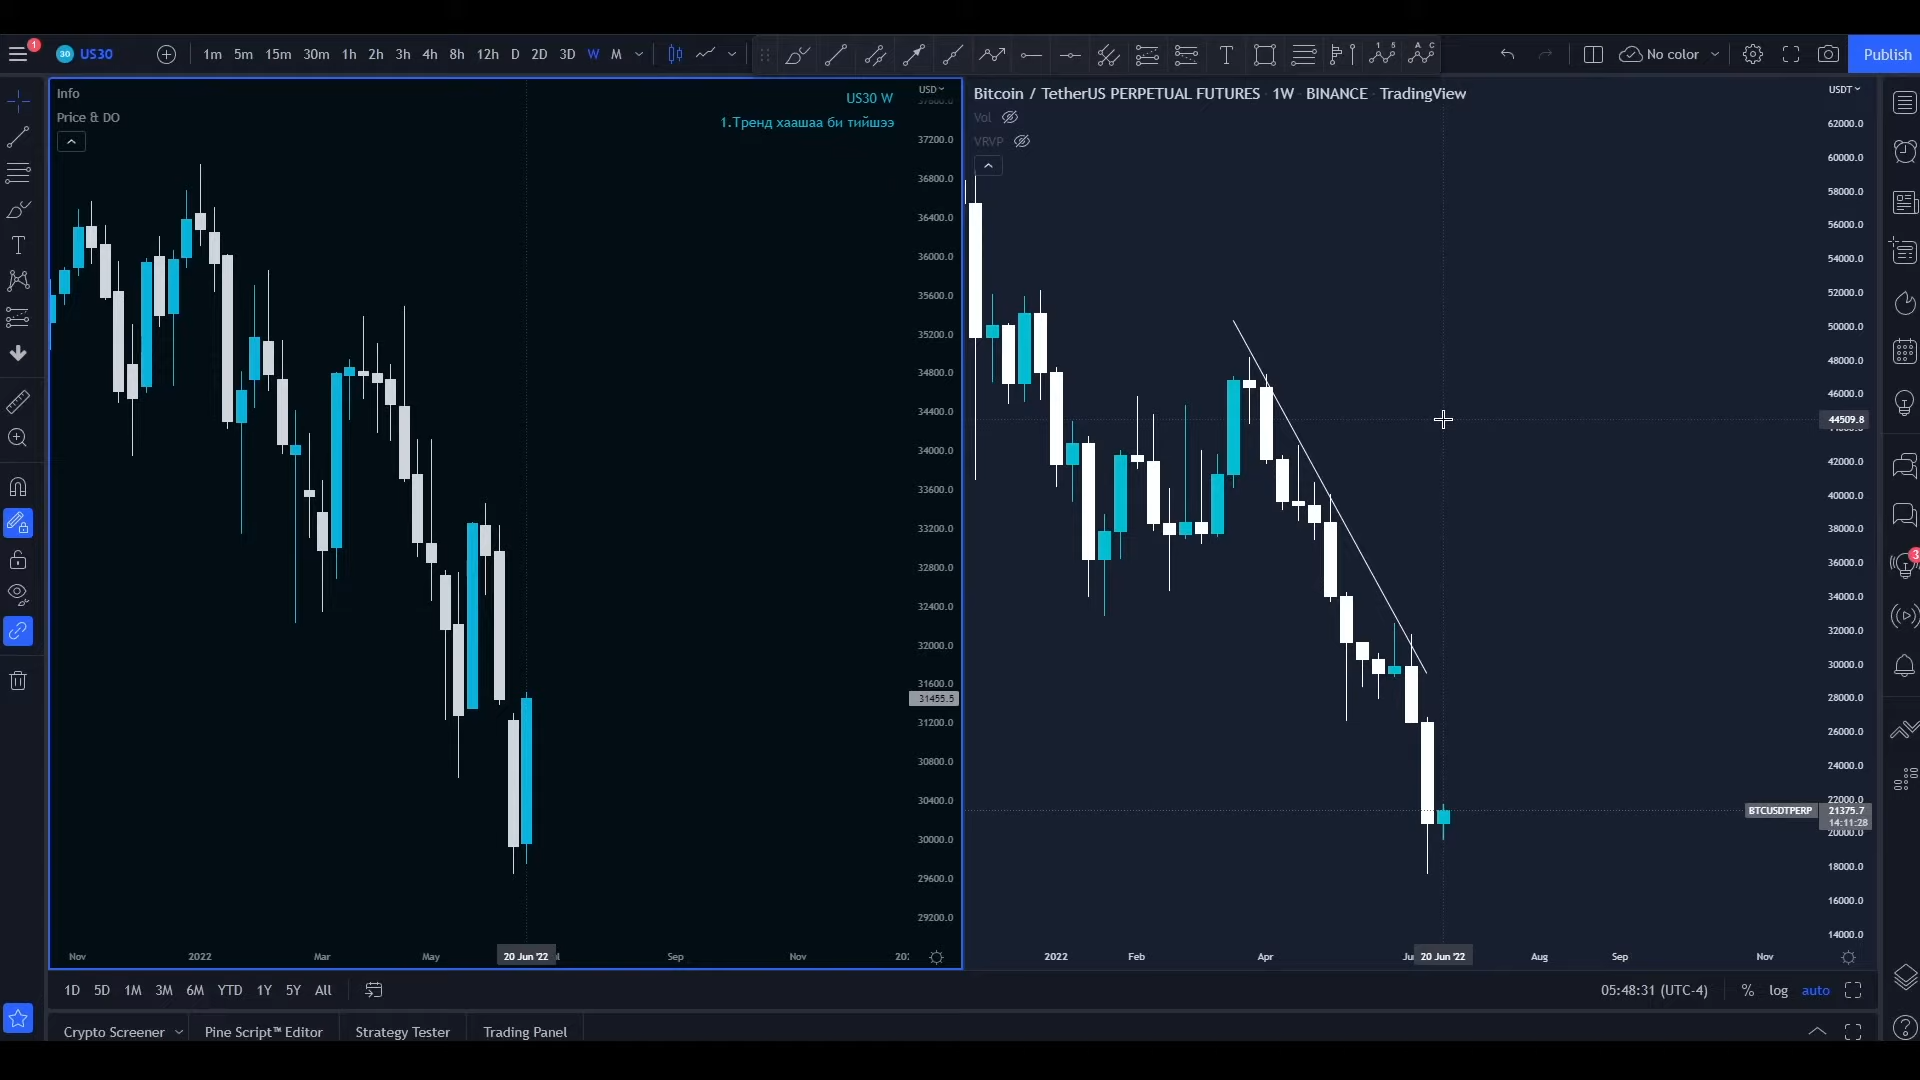 1
30 US30
1m 5m 15m 30m 1h 2h 3h 4h 8h 12h D 2D 3D W M
No color
Publish
Info
Price & DO
US30 W
1.Тренд хаашаа би тийшээ
USD
37200.0
36800.0
36400.0
36000.0
35600.0
35200.0
34800.0
34400.0
34000.0
33600.0
33200.0
32800.0
32400.0
32000.0
31600.0
31455.5
31200.0
30800.0
30400.0
30000.0
29600.0
29200.0
Nov 2022 Mar May 20 Jun '22 Sep Nov
Bitcoin / TetherUS PERPETUAL FUTURES 1W BINANCE TradingView
Vol
VRVP
USDT
62000.0
60000.0
58000.0
56000.0
54000.0
52000.0
50000.0
48000.0
46000.0
44509.8
42000.0
40000.0
38000.0
36000.0
34000.0
32000.0
30000.0
28000.0
26000.0
24000.0
22000.0
BTCUSDTPERP 21375.7
14:11:28
20000.0
18000.0
16000.0
14000.0
2022 Feb Apr 20 Jun '22 Aug Sep Nov
3
1D 5D 1M 3M 6M YTD 1Y 5Y All
05:48:31 (UTC-4) % log auto
Crypto Screener Pine Script™ Editor Strategy Tester Trading Panel